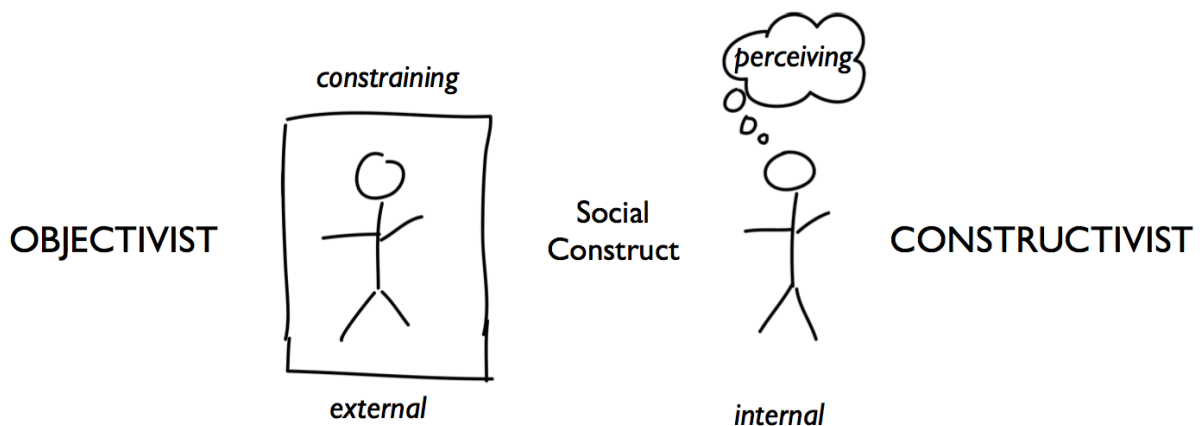 perceiving
constraining
Social
Construct
OBJECTIVIST
CONSTRUCTIVIST
external
internal